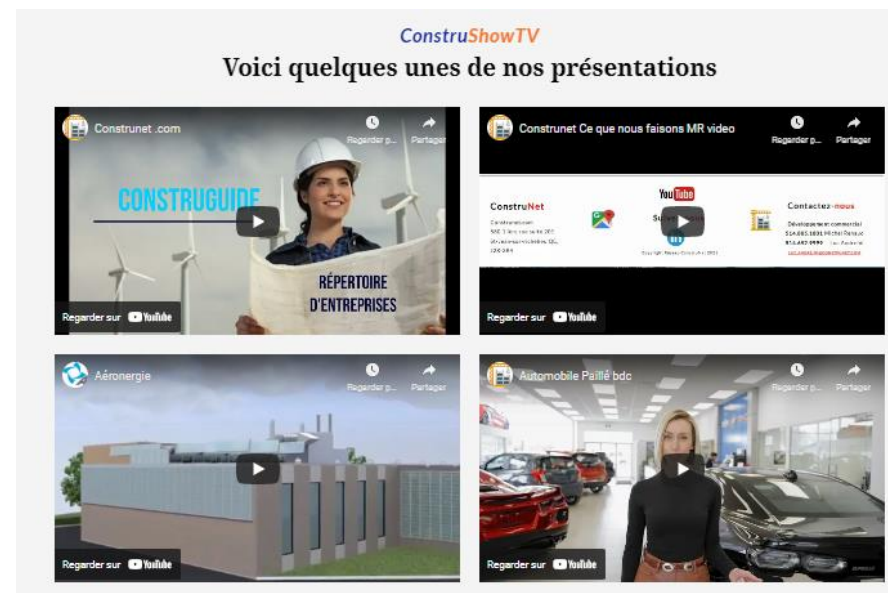 ConstruShowTV
Voici quelques unes de nos présentations
Construnet .com
Regarder p...
Partager
CONSTRUGUIDE
RÉPERTOIRE
D'ENTREPRISES
Regarder sur YouTube
Construnet Ce que nous faisons MR video
Regarder p...
Partager
ConstruNet
YouTube
Contactez-nous
Développement commercial
Regarder sur YouTube
Aéronergie
Regarder p...
Partager
Regarder sur YouTube
Automobile Paillé bdc
Regarder p...
Partager
Regarder sur YouTube